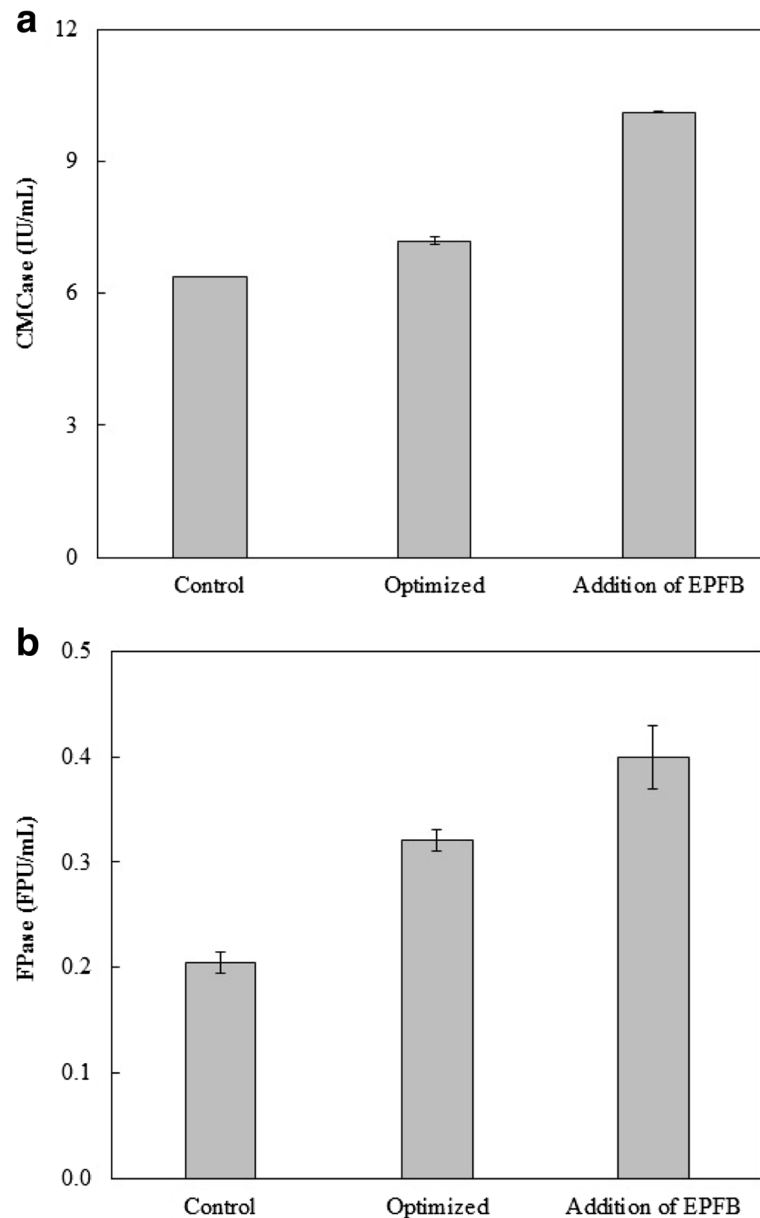 a
12
9
6
3
0
CMCase (IU/mL)
Control Optimized Addition of EPFB
b
0.5
0.4
0.3
0.2
0.1
0.0
FPase (FPU/mL)
Control Optimized Addition of EPFB